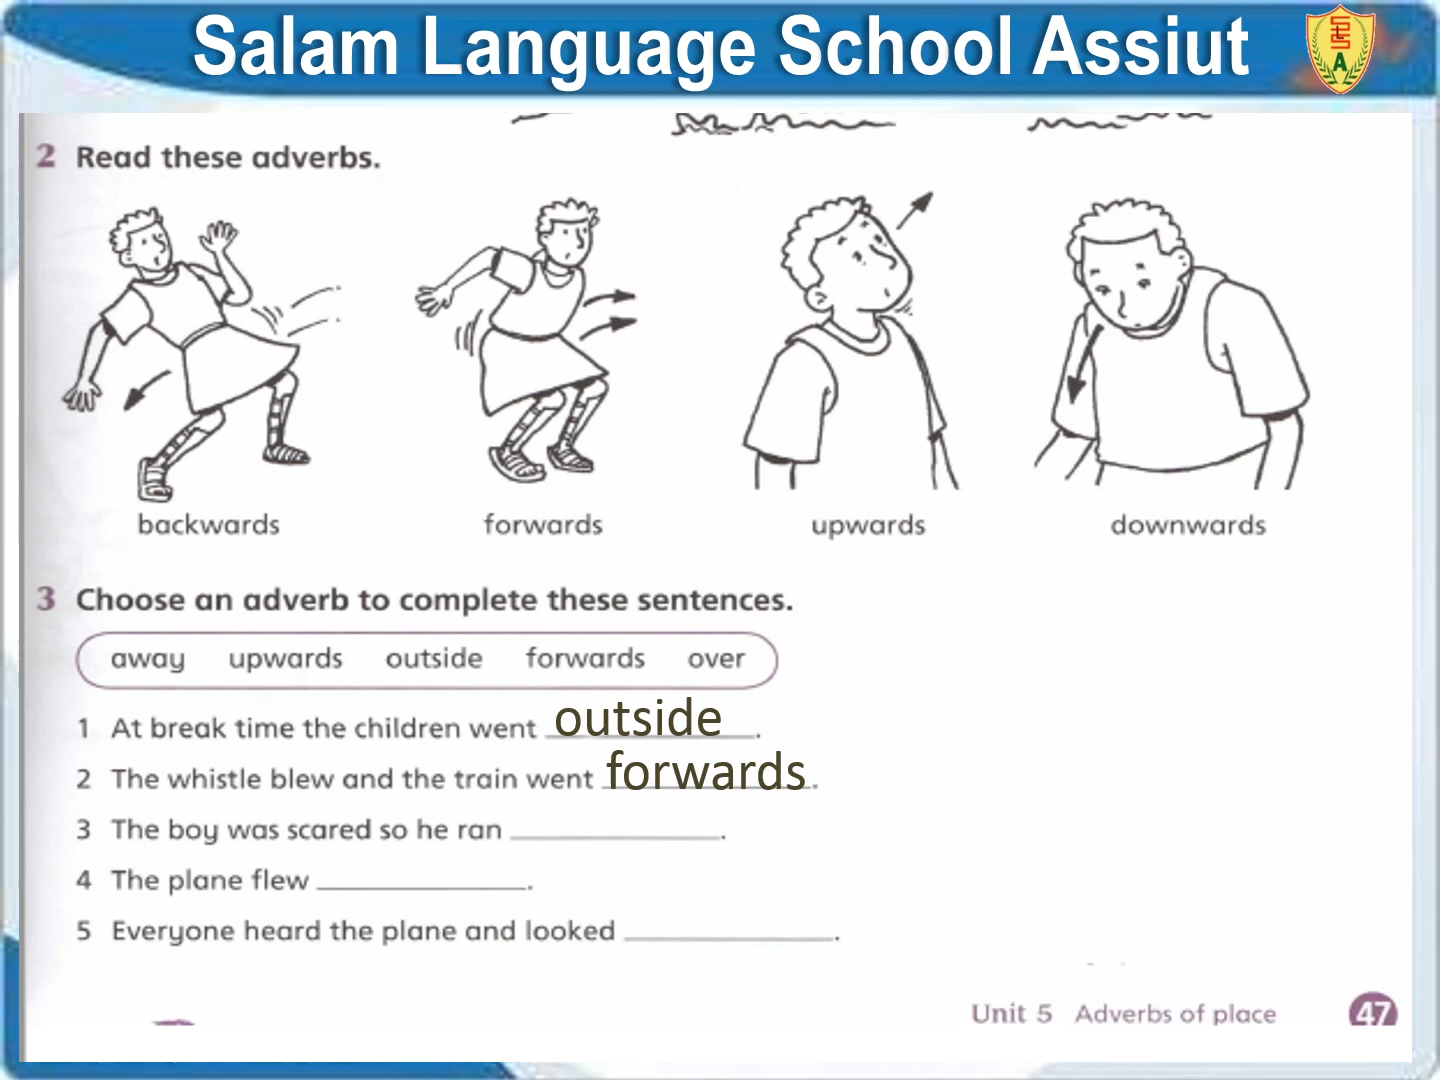 Salam Language School Assiut
S
L
S
A
2 Read these adverbs.
backwards forwards upwards downwards
3 Choose an adverb to complete these sentences.
away upwards outside forwards over
1 At break time the children went outside.
2 The whistle blew and the train went forwards.
3 The boy was scared so he ran ____________.
4 The plane flew ____________.
5 Everyone heard the plane and looked ____________.
Unit 5 Adverbs of place 47